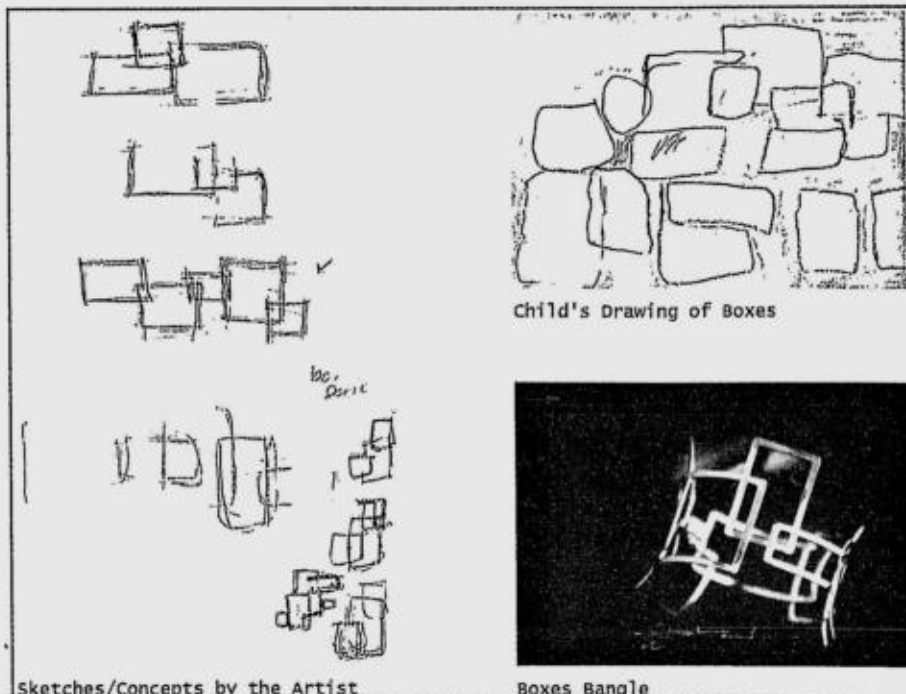 Child's Drawing of Boxes
Sketches/Concepts by the Artist
Boxes Bangle